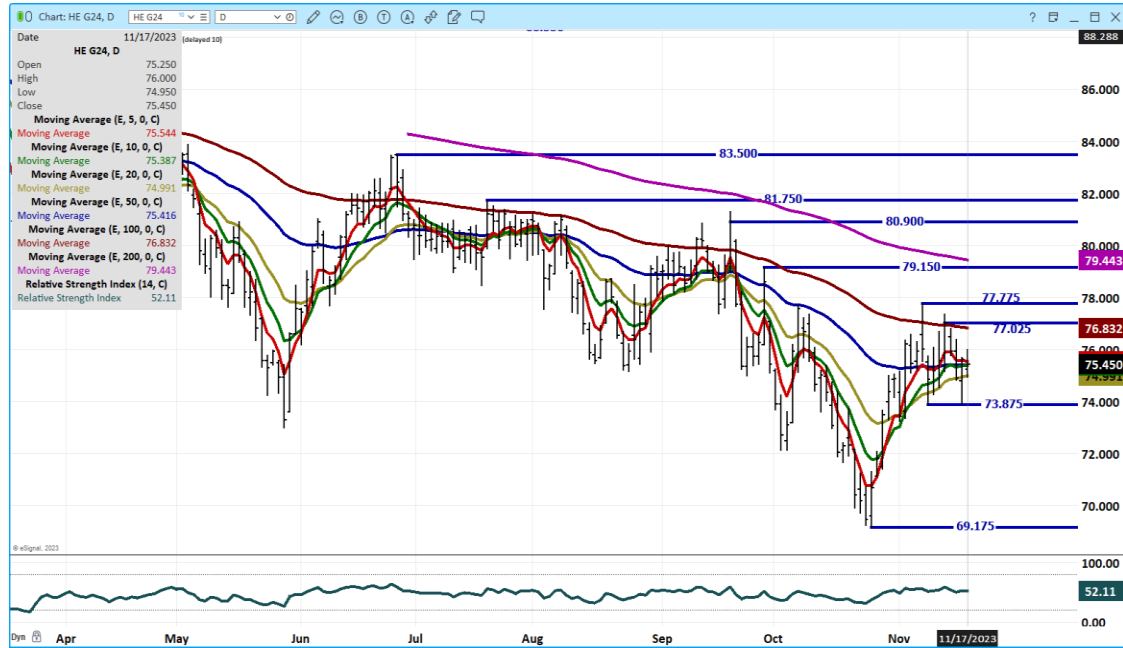 Chart: HE G24, D
HE G24
D
B
T
A
?
Date 11/17/2023
(delayed 10)
HE G24, D
Open 75.250
High 76.000
Low 74.950
Close 75.450
Moving Average (E, 5, 0, C)
Moving Average 75.544
Moving Average (E, 10, 0, C)
Moving Average 75.387
Moving Average (E, 20, 0, C)
Moving Average 74.991
Moving Average (E, 50, 0, C)
Moving Average 75.416
Moving Average (E, 100, 0, C)
Moving Average 76.832
Moving Average (E, 200, 0, C)
Moving Average 79.443
Relative Strength Index (14, C)
Relative Strength Index 52.11
88.288
86.000
84.000
83.500
82.000
81.750
80.900
80.000
79.443
79.150
78.000
77.775
77.025
76.832
76.000
75.450
74.991
74.000
73.875
72.000
70.000
69.175
© eSignal, 2023
100.00
52.11
0.00
Dyn
Apr May Jun Jul Aug Sep Oct Nov 11/17/2023